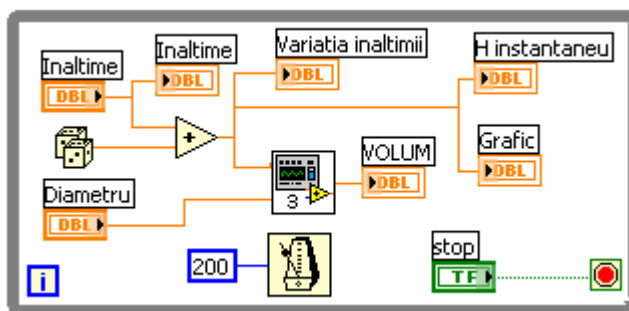 Inaltime
Inaltime
Variatia inaltimii
H instantaneu
DBL
DBL
DBL
DBL
+
VOLUM
Grafic
DBL
DBL
3
Diametru
DBL
200
stop
TF
i